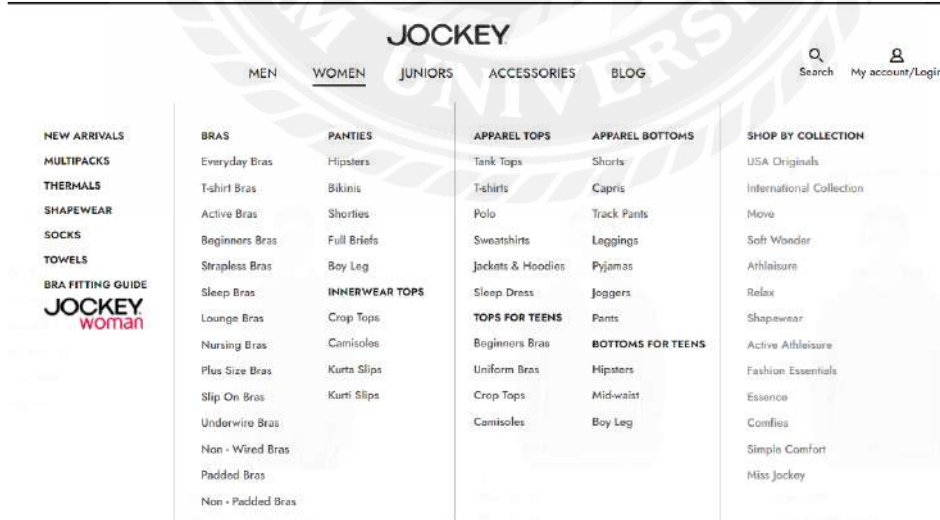 JOCKEY
MEN WOMEN JUNIORS ACCESSORIES BLOG
Search My account/Login
NEW ARRIVALS
MULTIPACKS
THERMALS
SHAPEWEAR
SOCKS
TOWELS
BRA FITTING GUIDE
JOCKEY
woman
BRAS
Everyday Bras
T-shirt Bras
Active Bras
Beginners Bras
Strapless Bras
Sleep Bras
Lounge Bras
Nursing Bras
Plus Size Bras
Slip On Bras
Underwire Bras
Non - Wired Bras
Padded Bras
Non - Padded Bras
PANTIES
Hipsters
Bikinis
Shorties
Full Briefs
Boy Leg
INNERWEAR TOPS
Crop Tops
Camisoles
Kurta Slips
Kurti Slips
APPAREL TOPS
Tank Tops
T-shirts
Polo
Sweatshirts
Jackets & Hoodies
Sleep Dress
TOPS FOR TEENS
Beginners Bras
Uniform Bras
Crop Tops
Camisoles
APPAREL BOTTOMS
Shorts
Capris
Track Pants
Leggings
Pyjamas
Joggers
Pants
BOTTOMS FOR TEENS
Hipsters
Mid-waist
Boy Leg
SHOP BY COLLECTION
USA Originals
International Collection
Move
Soft Wonder
Athleisure
Relax
Shapewear
Active Athleisure
Fashion Essentials
Essence
Comfies
Simple Comfort
Miss Jockey